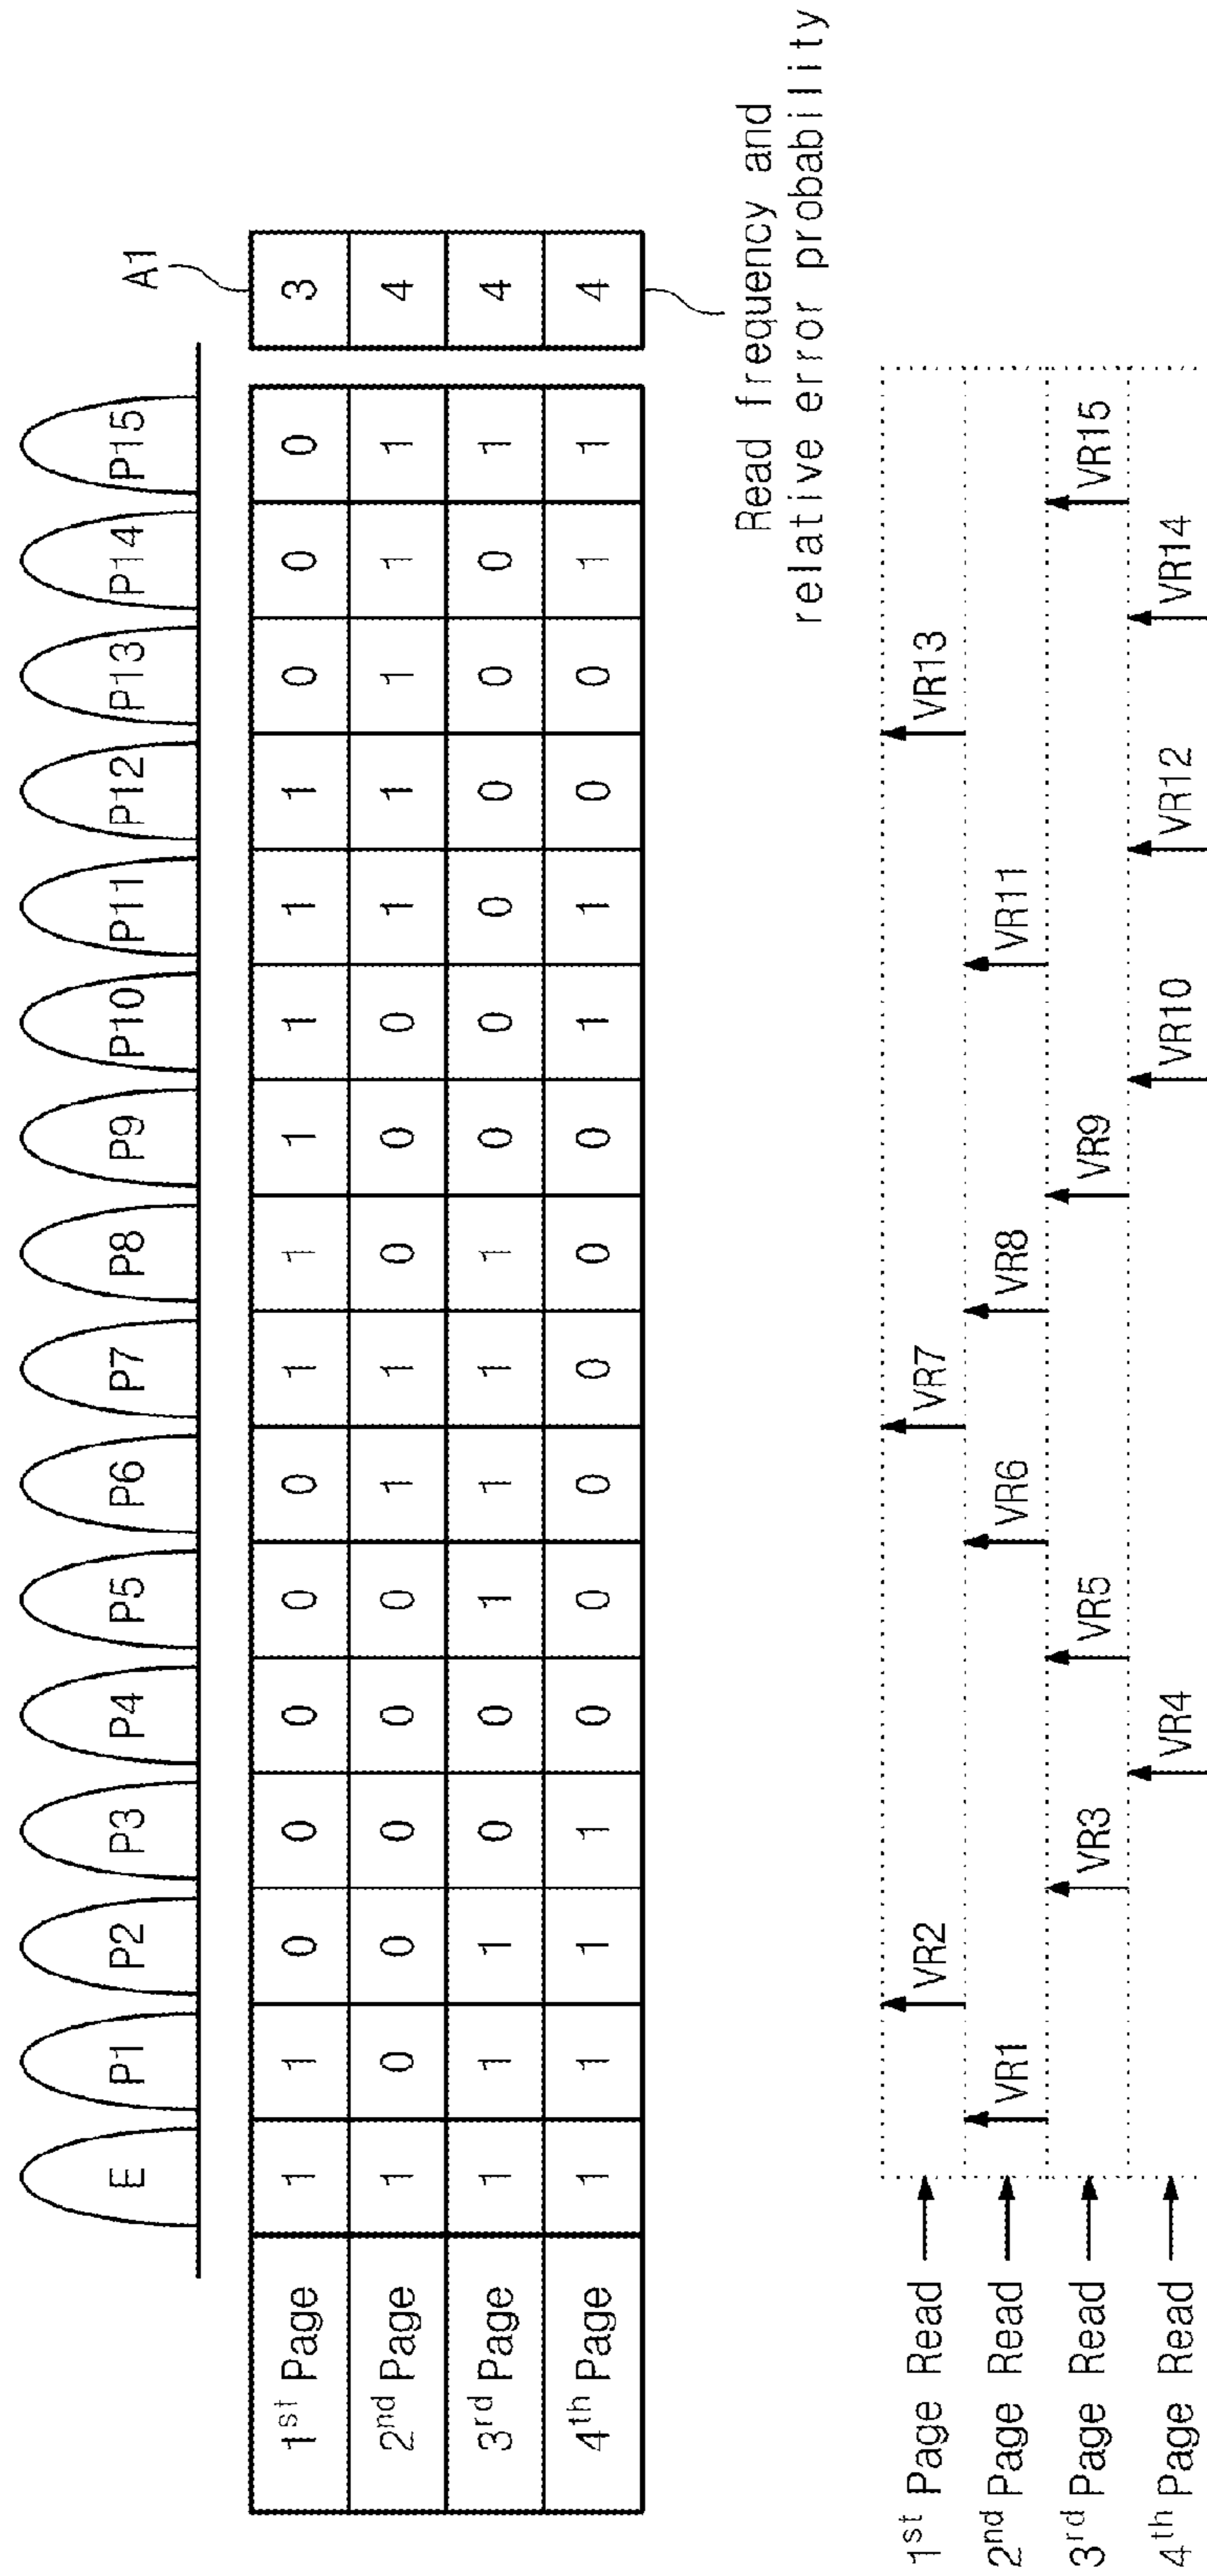 E P1 P2 P3 P4 P5 P6 P7 P8 P9 P10 P11 P12 P13 P14 P15
A1
1st Page 1 1 0 0 0 0 0 1 1 1 1 1 1 0 0 0 3
2nd Page 1 0 0 0 0 0 1 1 0 0 0 1 1 1 1 1 4
3rd Page 1 1 1 0 0 1 1 1 1 0 0 0 0 0 0 1 4
4th Page 1 1 1 1 0 0 0 0 0 0 1 1 0 0 1 1 4
Read frequency and
relative error probability
1st Page Read VR2 VR7 VR13
2nd Page Read VR1 VR6 VR8 VR11
3rd Page Read VR3 VR5 VR9 VR15
4th Page Read VR4 VR10 VR12 VR14